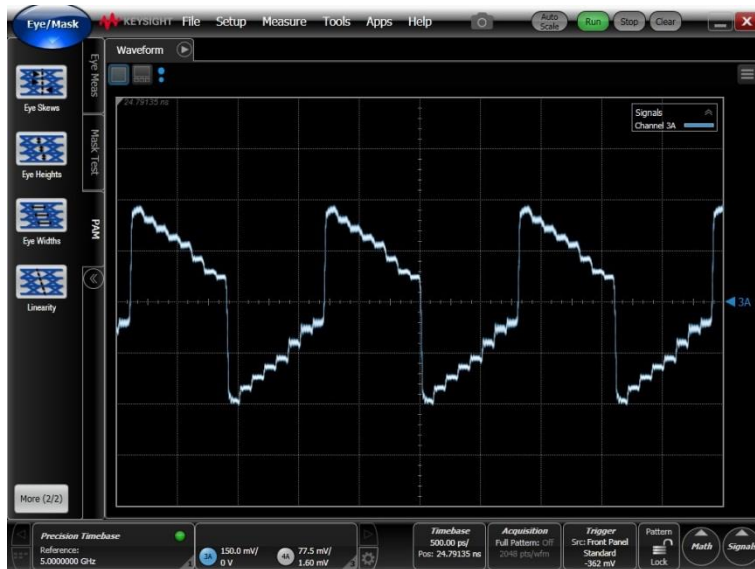 Eye/Mask
KEYSIGHT File Setup Measure Tools Apps Help
Auto Scale
Run
Stop
Clear
Waveform
Eye Meas
Mask Test
PAM
Eye Skews
Eye Heights
Eye Widths
Linearity
More (2/2)
24.79135 ns
Signals
Channel 3A
3A
Precision Timebase
Reference:
5.0000000 GHz
3A
150.0 mV/
0 V
4A
77.5 mV/
1.60 mV
Timebase
500.00 ps/
Pos: 24.79135 ns
Acquisition
Full Pattern: Off
2048 pts/wfm
Trigger
Src: Front Panel
Standard
-362 mV
Pattern
Lock
Math
Signals